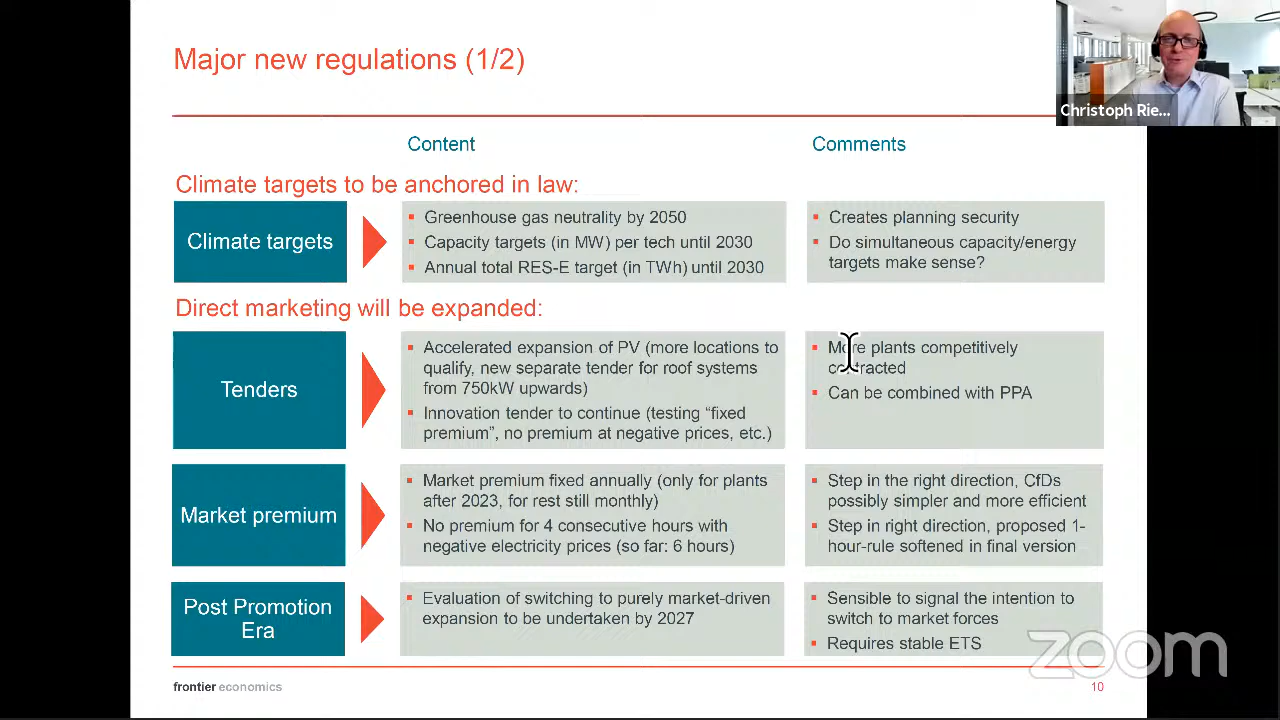 Major new regulations (1/2)
Christoph Rie...
Content
Comments
Climate targets to be anchored in law:
Climate targets
Greenhouse gas neutrality by 2050
Capacity targets (in MW) per tech until 2030
Annual total RES-E target (in TWh) until 2030
Creates planning security
Do simultaneous capacity/energy
targets make sense?
Direct marketing will be expanded:
Tenders
Accelerated expansion of PV (more locations to
qualify, new separate tender for roof systems
from 750kW upwards)
Innovation tender to continue (testing "fixed
premium", no premium at negative prices, etc.)
More plants competitively
contracted
Can be combined with PPA
Market premium
Market premium fixed annually (only for plants
after 2023, for rest still monthly)
No premium for 4 consecutive hours with
negative electricity prices (so far: 6 hours)
Step in the right direction, CfDs
possibly simpler and more efficient
Step in right direction, proposed 1-
hour-rule softened in final version
Post Promotion
Era
Evaluation of switching to purely market-driven
expansion to be undertaken by 2027
Sensible to signal the intention to
switch to market forces
Requires stable ETS
zoom
frontier economics
10